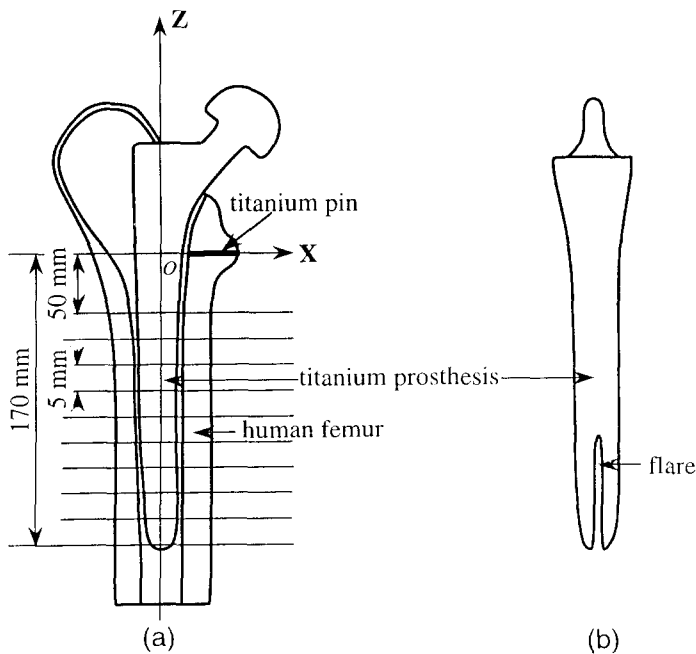 Z
titanium pin
X
O
50 mm
5 mm
170 mm
titanium prosthesis
human femur
flare
(a)
(b)